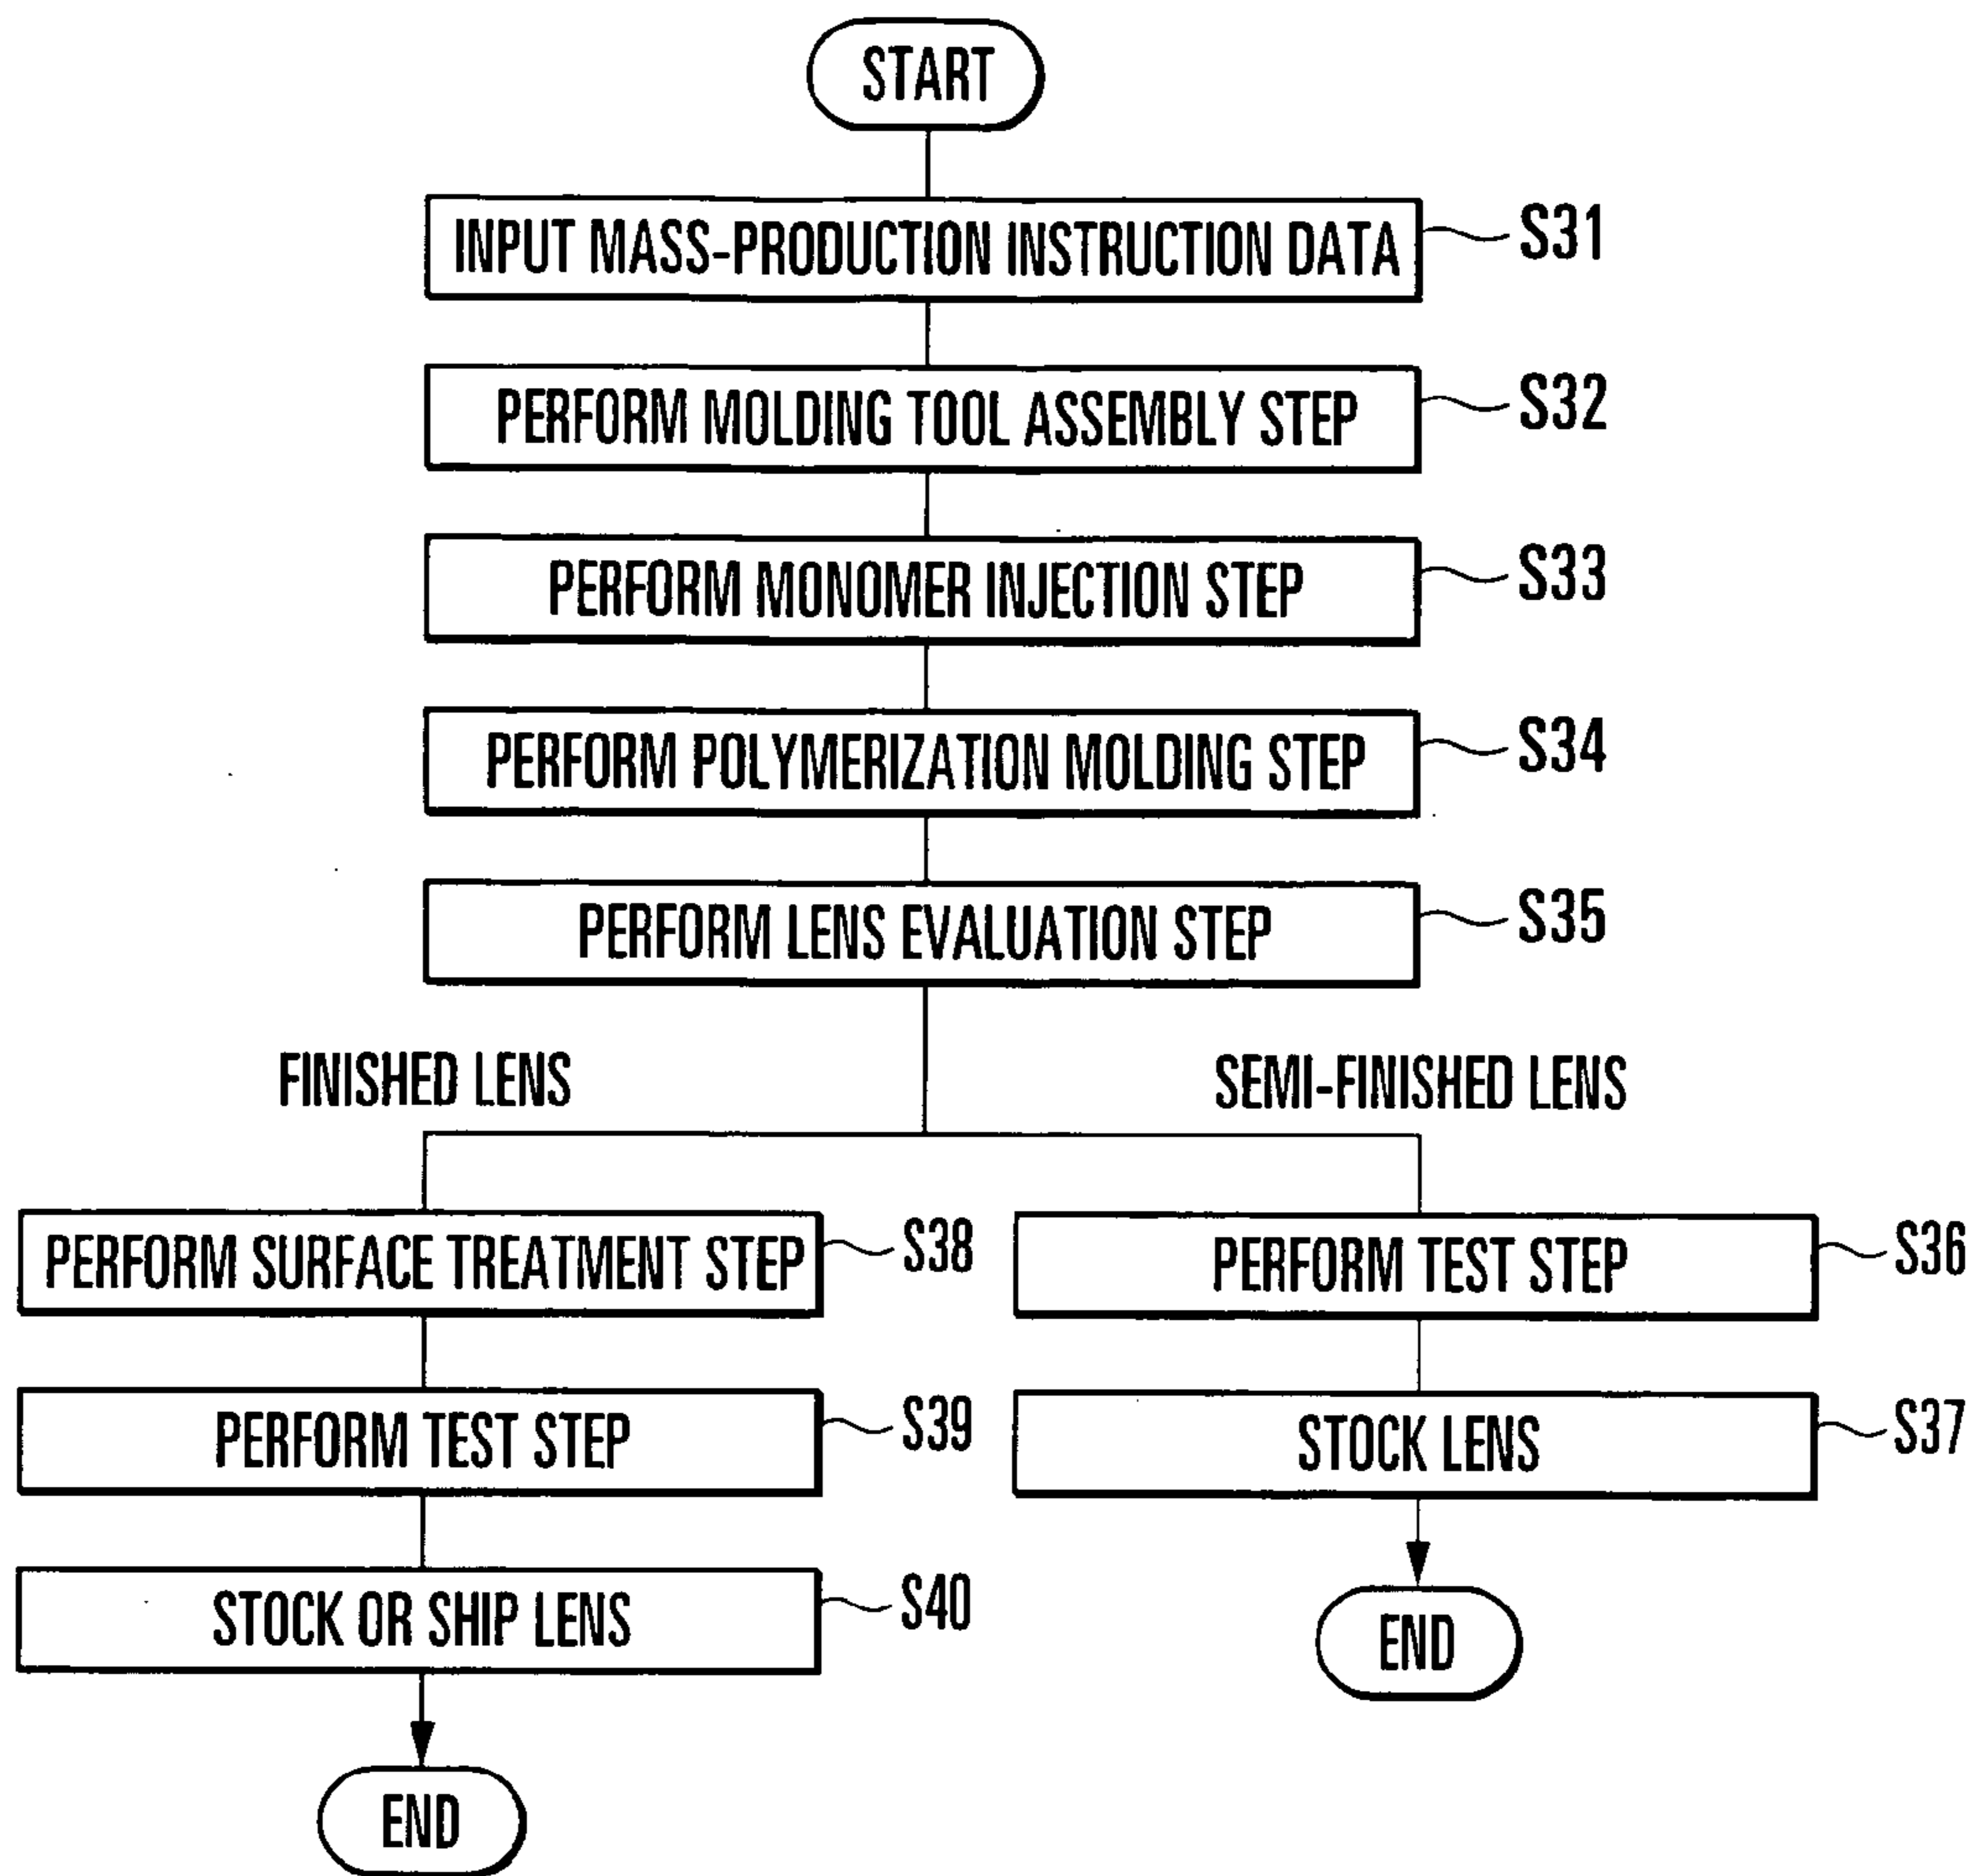 START
INPUT MASS-PRODUCTION INSTRUCTION DATA
S31
PERFORM MOLDING TOOL ASSEMBLY STEP
S32
PERFORM MONOMER INJECTION STEP
S33
PERFORM POLYMERIZATION MOLDING STEP
S34
PERFORM LENS EVALUATION STEP
S35
FINISHED LENS
SEMI-FINISHED LENS
PERFORM SURFACE TREATMENT STEP
S38
PERFORM TEST STEP
S36
PERFORM TEST STEP
S39
STOCK LENS
S37
STOCK OR SHIP LENS
S40
END
END